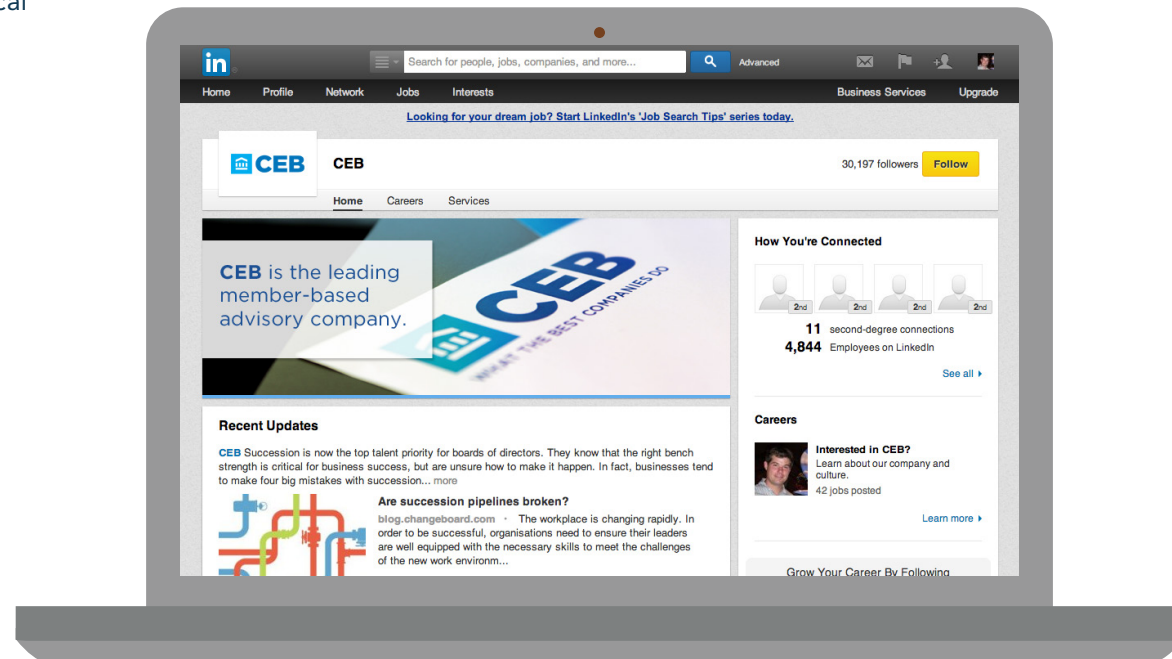 cal
in
Search for people, jobs, companies, and more...
Advanced
Home Profile Network Jobs Interests Business Services Upgrade
Looking for your dream job? Start LinkedIn's 'Job Search Tips' series today.
CEB
CEB
30,197 followers
Follow
Home Careers Services
CEB is the leading
member-based
advisory company.
CEB
WHAT THE BEST COMPANIES DO
How You're Connected
2nd 2nd 2nd 2nd
11 second-degree connections
4,844 Employees on LinkedIn
See all
Recent Updates
CEB Succession is now the top talent priority for boards of directors. They know that the right bench
strength is critical for business success, but are unsure how to make it happen. In fact, businesses tend
to make four big mistakes with succession... more
Are succession pipelines broken?
blog.changeboard.com · The workplace is changing rapidly. In
order to be successful, organisations need to ensure their leaders
are well equipped with the necessary skills to meet the challenges
of the new work environm...
Careers
Interested in CEB?
Learn about our company and
culture.
42 jobs posted
Learn more
Grow Your Career By Following